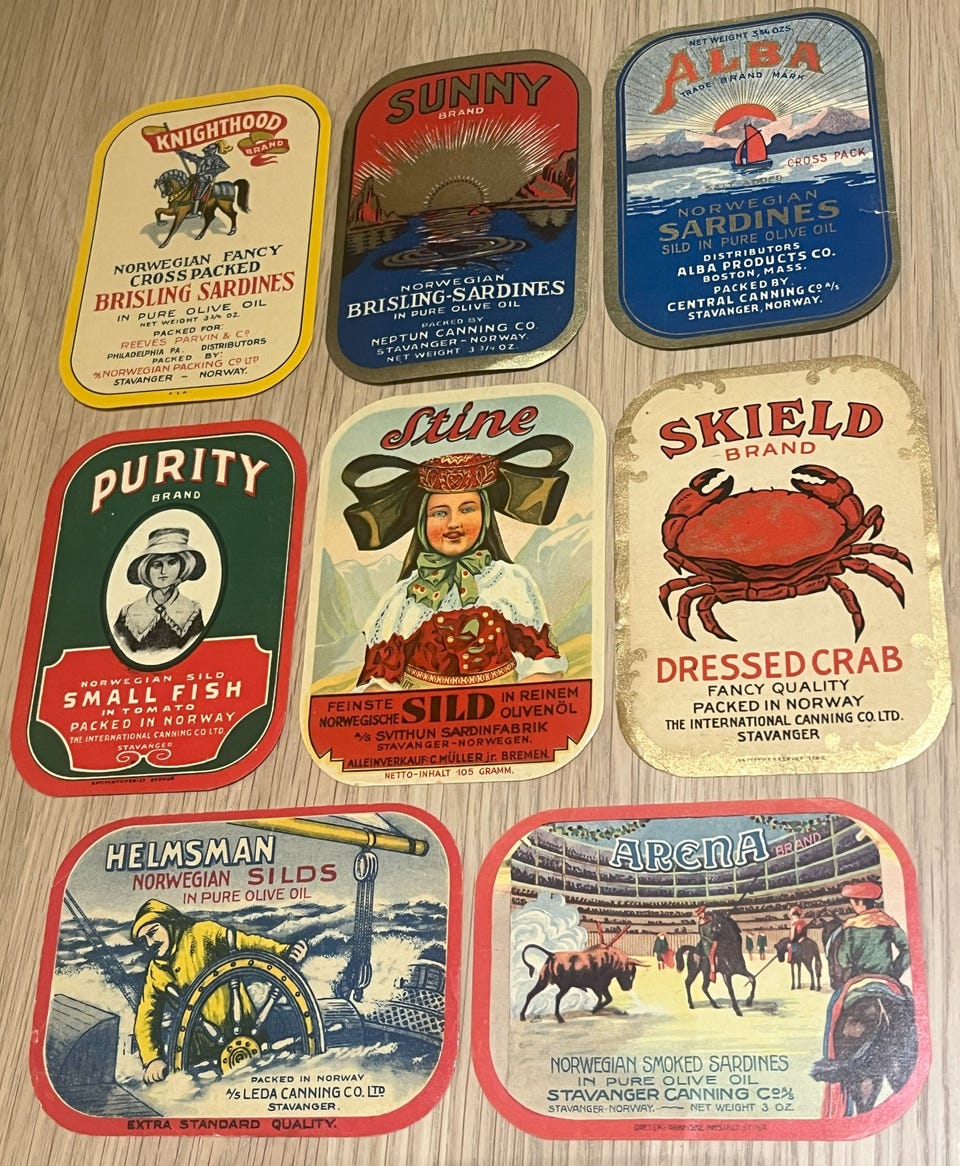 KNIGHTHOOD
BRAND
NORWEGIAN FANCY
CROSS PACKED
BRISLING SARDINES
IN PURE OLIVE OIL
NET WEIGHT 3¾ OZ.
PACKED FOR:
REEVES PARVIN & Co
PHILADELPHIA PA. DISTRIBUTORS
PACKED BY:
A/S NORWEGIAN PACKING Co LTD
STAVANGER – NORWAY.
SUNNY
BRAND
NORWEGIAN
BRISLING-SARDINES
IN PURE OLIVE OIL
PACKED BY
NEPTUN CANNING CO.
STAVANGER - NORWAY.
NET WEIGHT 3 3/4 OZ.
NET WEIGHT 3¾ OZS.
ALBA
TRADE BRAND MARK
CROSS PACK
SALT ADDED
NORWEGIAN
SARDINES
SILD IN PURE OLIVE OIL
DISTRIBUTORS
ALBA PRODUCTS CO.
BOSTON, MASS.
PACKED BY
CENTRAL CANNING Co A/S
STAVANGER, NORWAY.
PURITY
BRAND
NORWEGIAN SILD
SMALL FISH
IN TOMATO
PACKED IN NORWAY
THE INTERNATIONAL CANNING CO. LTD
STAVANGER
Stine
FEINSTE NORWEGISCHE SILD IN REINEM OLIVENÖL
A/S SVITHUN SARDINFABRIK
STAVANGER-NORWEGEN.
ALLEINVERKAUF: C. MÜLLER jr. BREMEN.
NETTO-INHALT 105 GRAMM.
SKIELD
BRAND
DRESSED CRAB
FANCY QUALITY
PACKED IN NORWAY
THE INTERNATIONAL CANNING CO. LTD.
STAVANGER
HELMSMAN
NORWEGIAN SILDS
IN PURE OLIVE OIL
PACKED IN NORWAY
A/S LEDA CANNING CO. LTD
STAVANGER.
EXTRA STANDARD QUALITY.
ARENA BRAND
NORWEGIAN SMOKED SARDINES
IN PURE OLIVE OIL
STAVANGER CANNING Co A/S
STAVANGER-NORWAY. — NET WEIGHT 3 OZ.